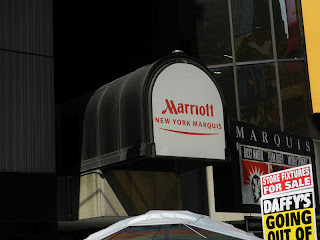 Marriott
NEW YORK MARQUIS
MARQUIS
STORE FIXTURES
FOR SALE
DAFFY'S
GOING
OUT OF